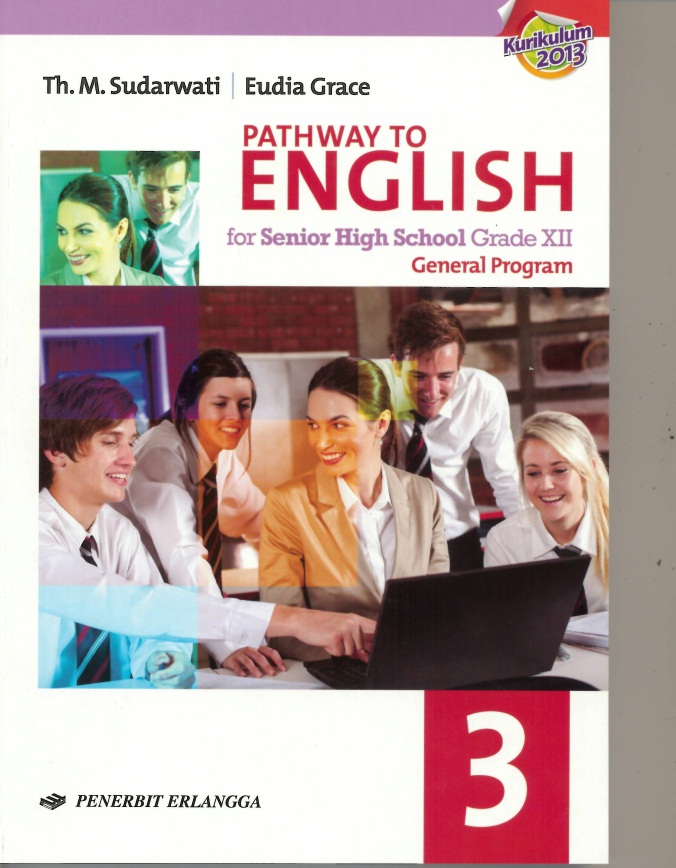 Kurikulum
2013
Th. M. Sudarwati | Eudia Grace
PATHWAY TO
ENGLISH
for Senior High School Grade XII
General Program
3
PENERBIT ERLANGGA